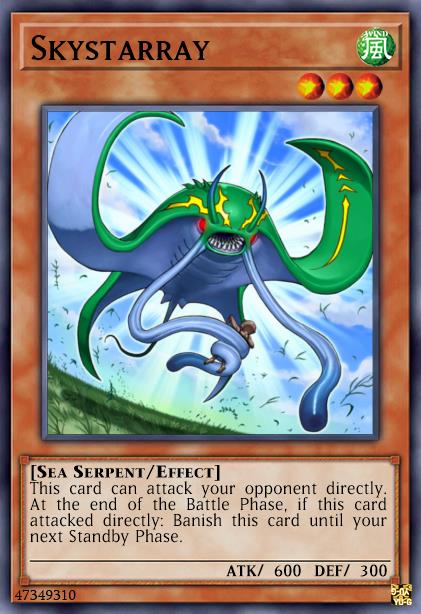 SKYSTARRAY
WIND
風
[SEA SERPENT/EFFECT]
This card can attack your opponent directly.
At the end of the Battle Phase, if this card
attacked directly: Banish this card until your
next Standby Phase.
ATK/ 600 DEF/ 300
47349310